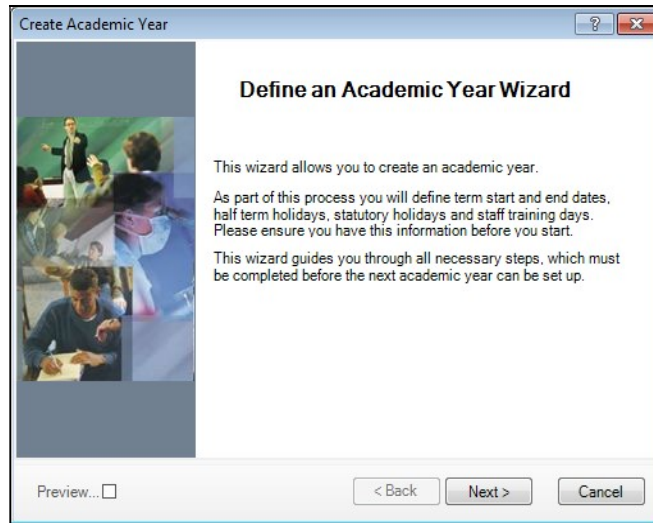 Create Academic Year
?
Define an Academic Year Wizard
This wizard allows you to create an academic year.
As part of this process you will define term start and end dates,
half term holidays, statutory holidays and staff training days.
Please ensure you have this information before you start.
This wizard guides you through all necessary steps, which must
be completed before the next academic year can be set up.
Preview...
< Back
Next >
Cancel